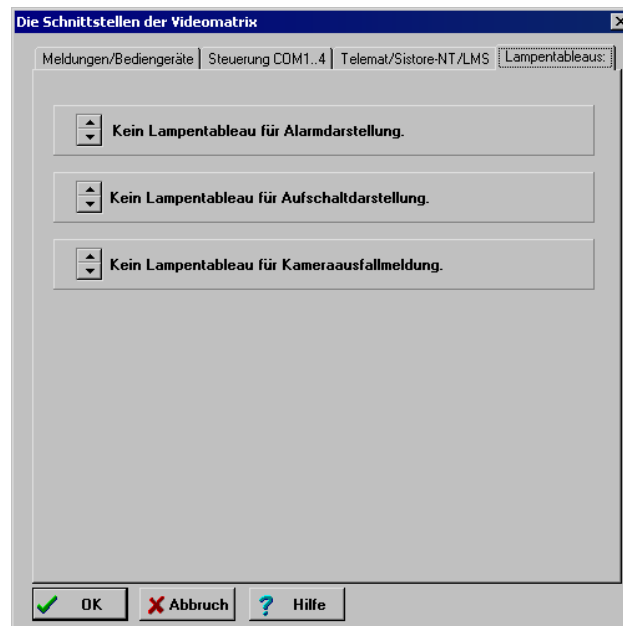 Die Schnittstellen der Videomatrix
Meldungen/Bediengeräte Steuerung COM1..4 Telemat/Sistore-NT/LMS Lampentableaus:
Kein Lampentableau für Alarmdarstellung.
Kein Lampentableau für Aufschaltdarstellung.
Kein Lampentableau für Kameraausfallmeldung.
OK Abbruch Hilfe